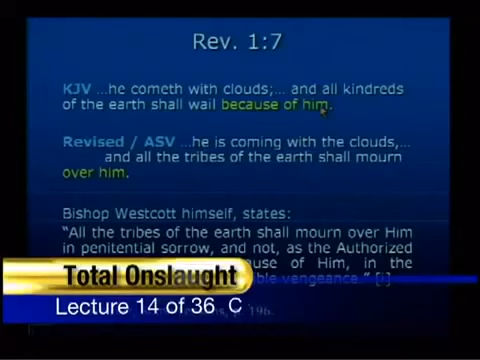 Rev. 1:7
KJV ...he cometh with clouds;... and all kindreds
of the earth shall wail because of him.
Revised / ASV ...he is coming with the clouds,...
and all the tribes of the earth shall mourn
over him.
Bishop Westcott himself, states:
"All the tribes of the earth shall mourn over Him
in penitential sorrow, and not, as the Authorized
of Him, in the
vengeance." [i]
Total Onslaught
Lecture 14 of 36 C
p 196